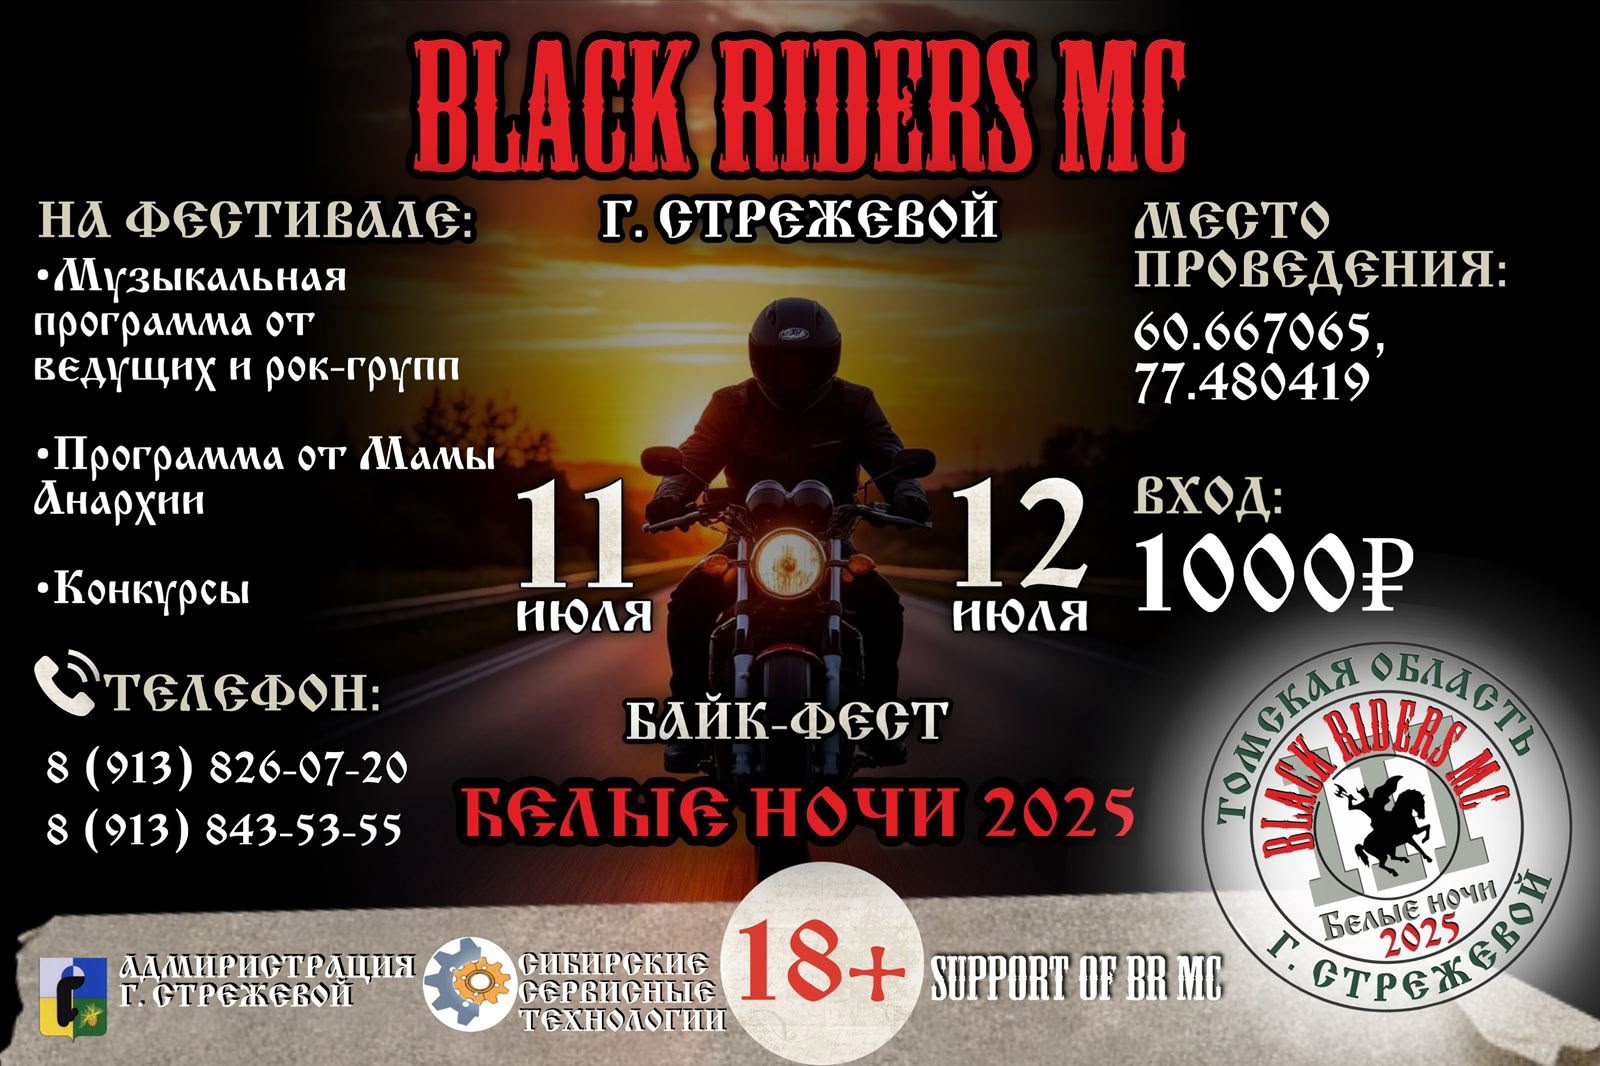 BLACK RIDERS MC
Г. СТРЕЖЕВОЙ
НА ФЕСТИВАЛЕ:
•Музыкальная
программа от
ведущих и рок-групп
•Программа от Мамы
Анархии
•Конкурсы
ТЕЛЕФОН:
8 (913) 826-07-20
8 (913) 843-53-55
11
ИЮЛЯ
12
ИЮЛЯ
БАЙК-ФЕСТ
БЕЛЫЕ НОЧИ 2025
МЕСТО
ПРОВЕДЕНИЯ:
60.667065,
77.480419
ВХОД:
1000₽
ТОМСКАЯ ОБЛАСТЬ
BLACK RIDERS MC
БЕЛЫЕ НОЧИ
2025
Г. СТРЕЖЕВОЙ
АДМИРИСТРАЦИЯ
Г. СТРЕЖЕВОЙ
СИБИРСКИЕ
СЕРВИСНЫЕ
ТЕХНОЛОГИИ
18+
SUPPORT OF BR MC